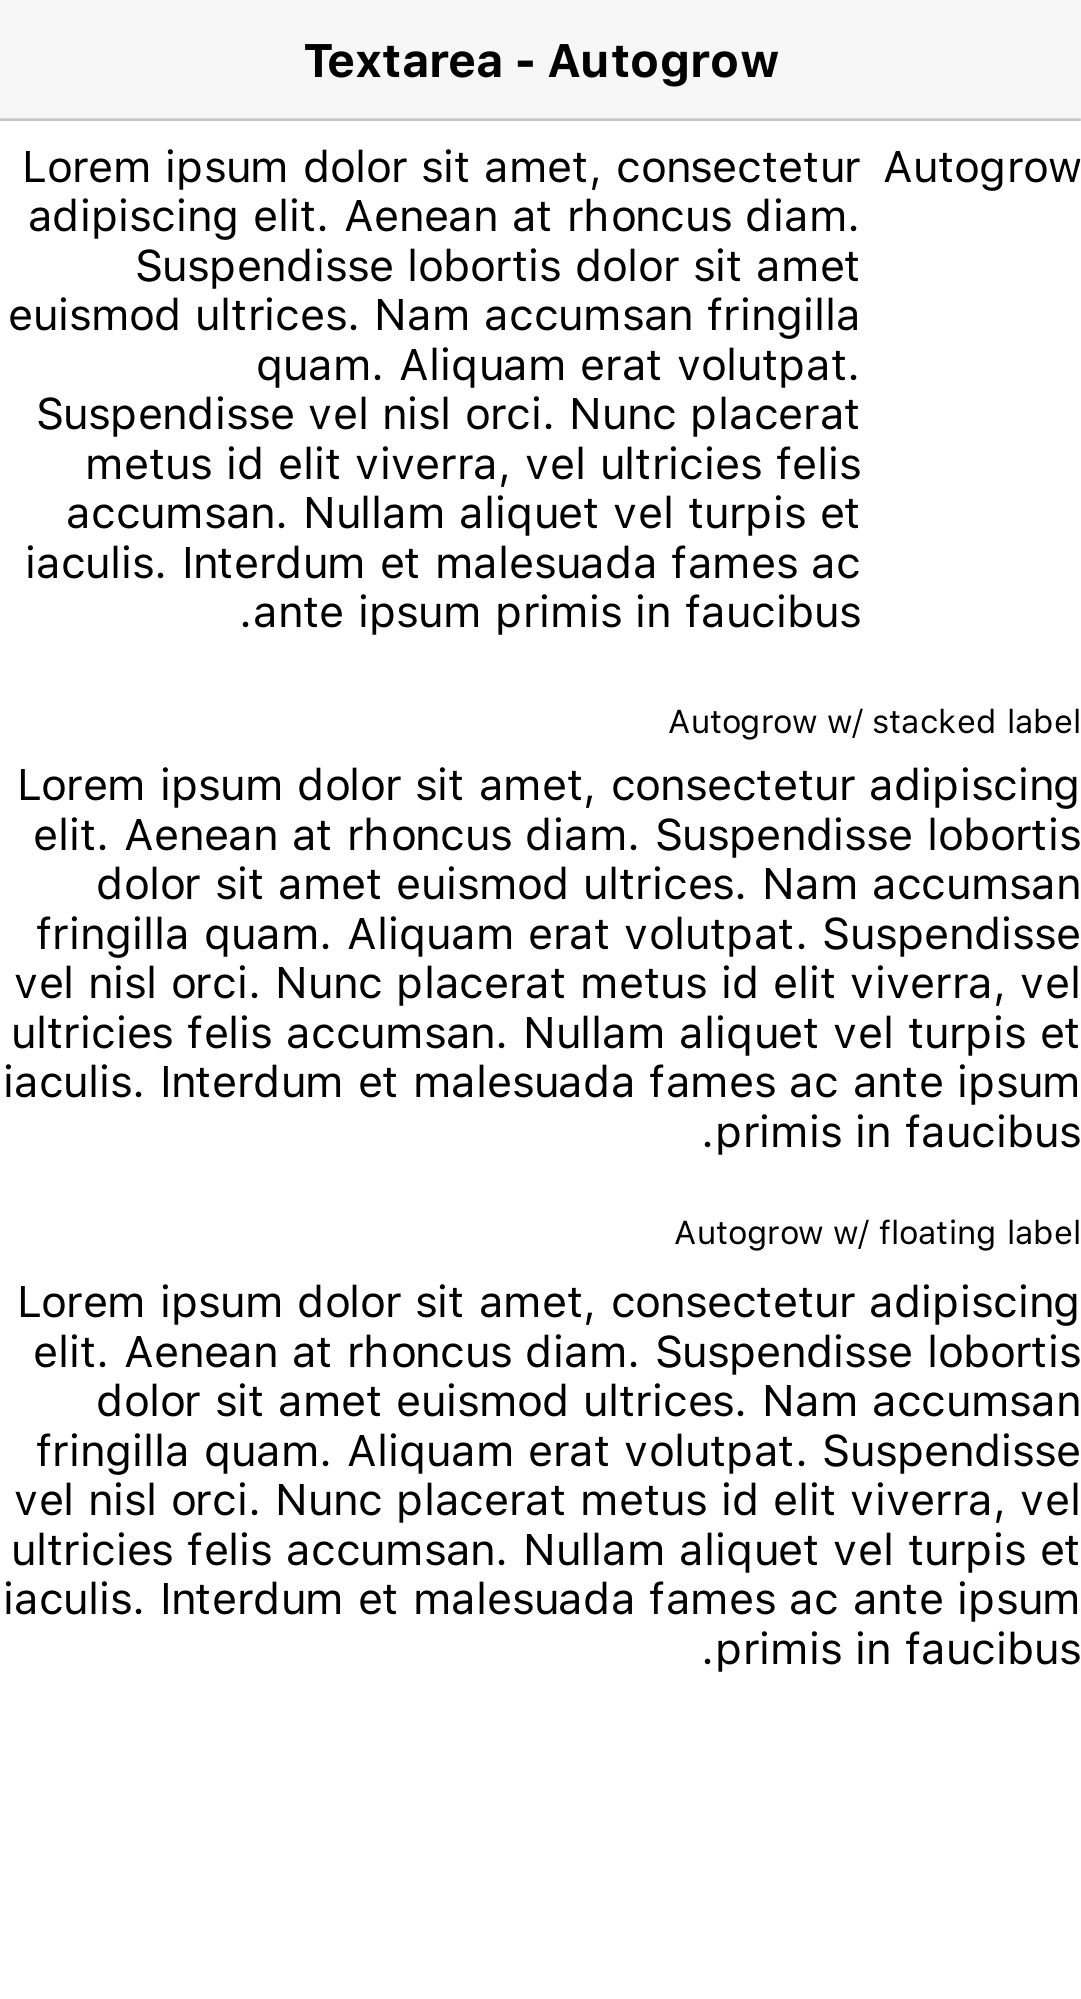 Textarea - Autogrow
Autogrow
Lorem ipsum dolor sit amet, consectetur
adipiscing elit. Aenean at rhoncus diam.
Suspendisse lobortis dolor sit amet
euismod ultrices. Nam accumsan fringilla
quam. Aliquam erat volutpat.
Suspendisse vel nisl orci. Nunc placerat
metus id elit viverra, vel ultricies felis
accumsan. Nullam aliquet vel turpis et
iaculis. Interdum et malesuada fames ac
.ante ipsum primis in faucibus
Autogrow w/ stacked label
Lorem ipsum dolor sit amet, consectetur adipiscing
elit. Aenean at rhoncus diam. Suspendisse lobortis
dolor sit amet euismod ultrices. Nam accumsan
fringilla quam. Aliquam erat volutpat. Suspendisse
vel nisl orci. Nunc placerat metus id elit viverra, vel
ultricies felis accumsan. Nullam aliquet vel turpis et
iaculis. Interdum et malesuada fames ac ante ipsum
.primis in faucibus
Autogrow w/ floating label
Lorem ipsum dolor sit amet, consectetur adipiscing
elit. Aenean at rhoncus diam. Suspendisse lobortis
dolor sit amet euismod ultrices. Nam accumsan
fringilla quam. Aliquam erat volutpat. Suspendisse
vel nisl orci. Nunc placerat metus id elit viverra, vel
ultricies felis accumsan. Nullam aliquet vel turpis et
iaculis. Interdum et malesuada fames ac ante ipsum
.primis in faucibus